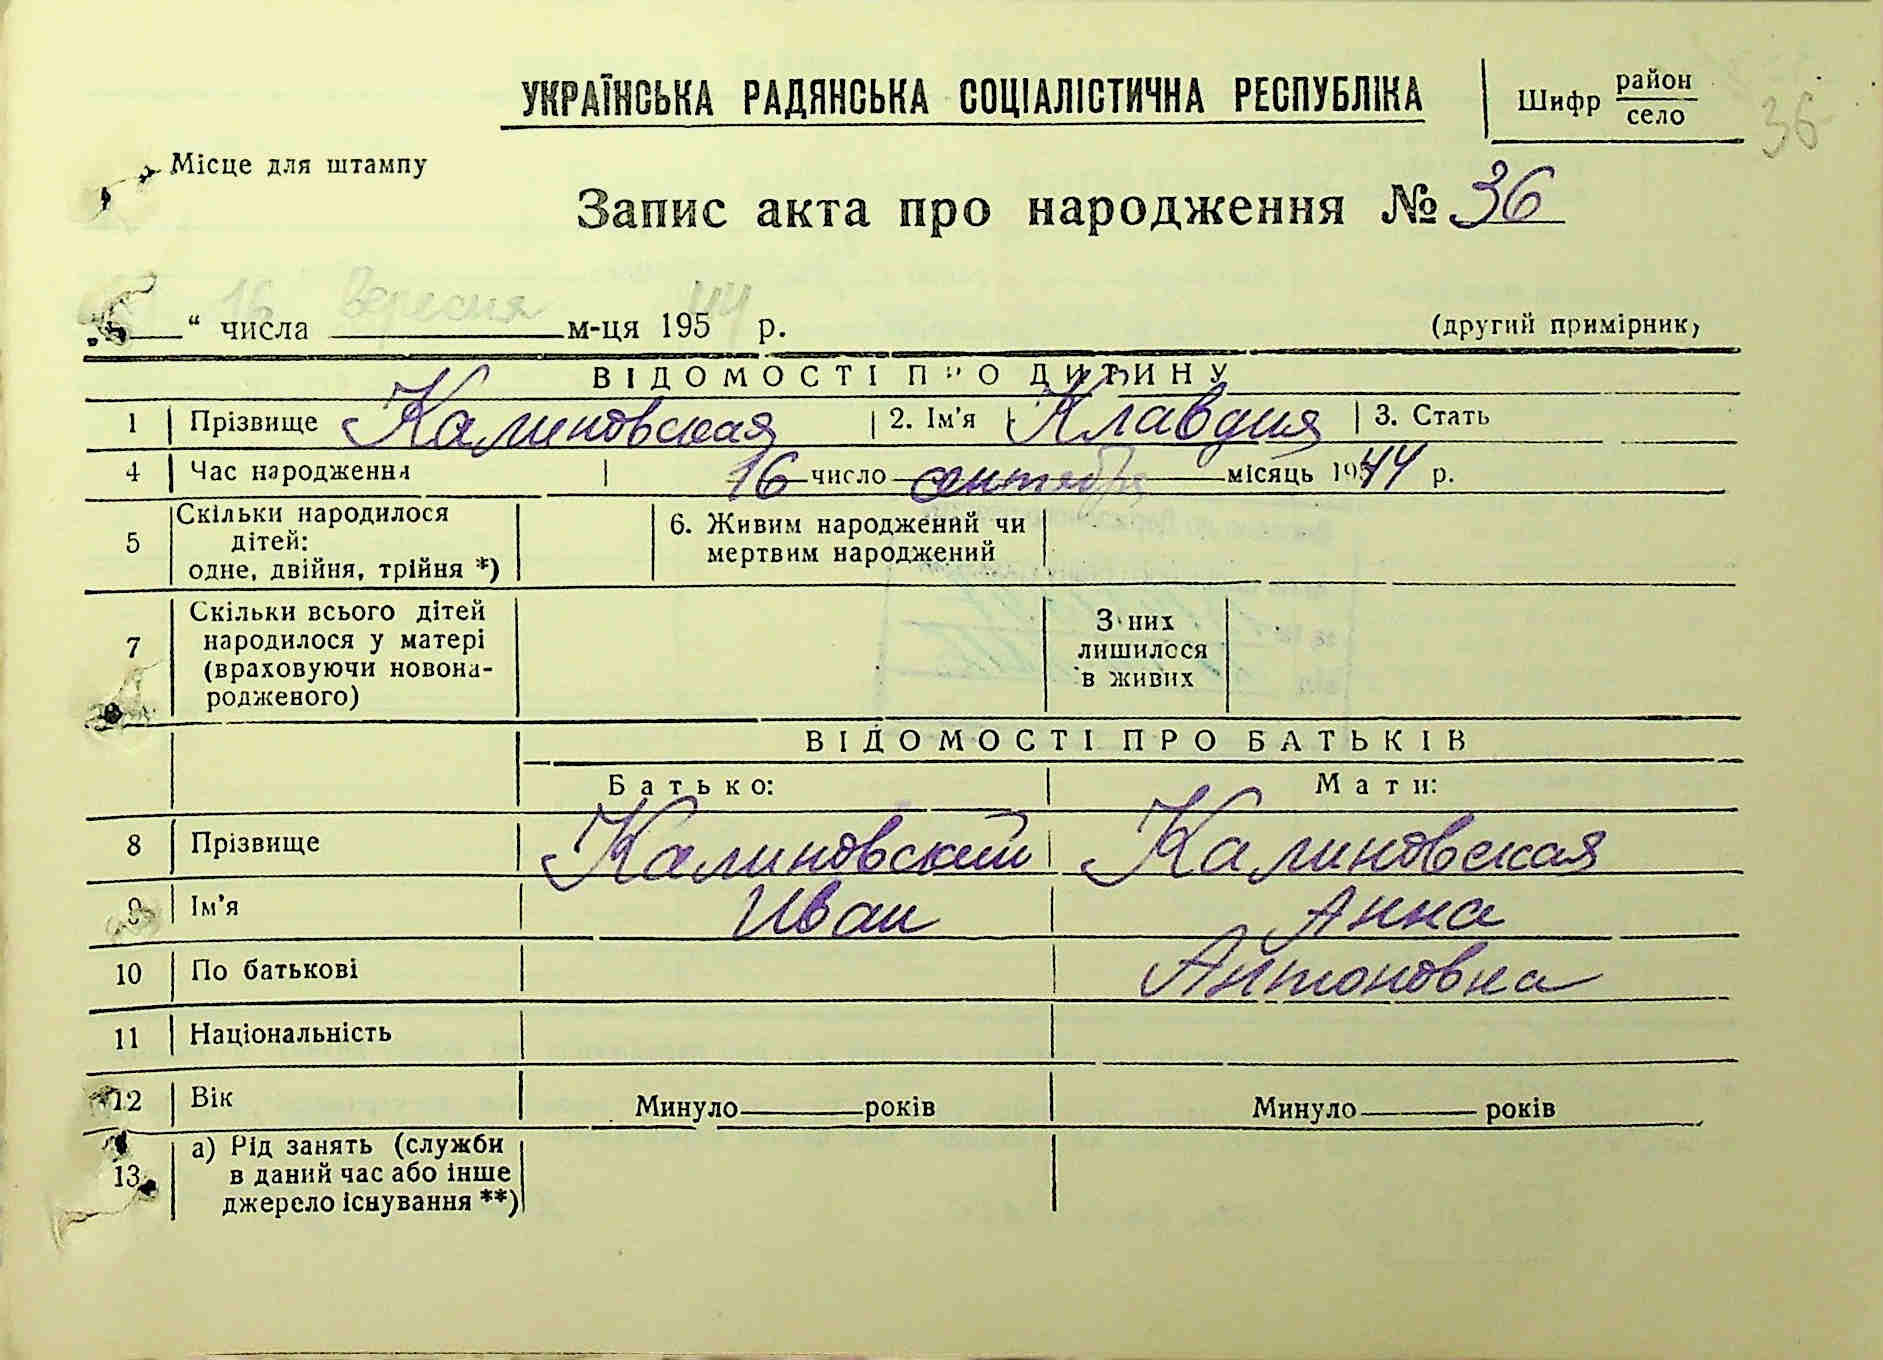 УКРАЇНСЬКА РАДЯНСЬКА СОЦІАЛІСТИЧНА РЕСПУБЛІКА
Шифр район
село
36
Місце для штампу
Запис акта про народження № 36
16 Вересня 44
“ числа м-ця 195 р.
(другий примірник)
ВІДОМОСТІ ПРО ДИТИНУ
1 Прізвище Калиновская 2. Ім'я Клавдия 3. Стать
4 Час народження 16 число сентября місяць 1944 р.
5 Скільки народилося дітей: одне, двійня, трійня *) 6. Живим народжений чи мертвим народжений
7 Скільки всього дітей народилося у матері (враховуючи новона-родженого) З них лишилося в живих
ВІДОМОСТІ ПРО БАТЬКІВ
Батько: Мати:
8 Прізвище Калиновский Калиновская
9 Ім'я Иван Анна
10 По батькові Антоновна
11 Національність
12 Вік Минуло років Минуло років
13 а) Рід занять (служби в даний час або інше джерело існування **)